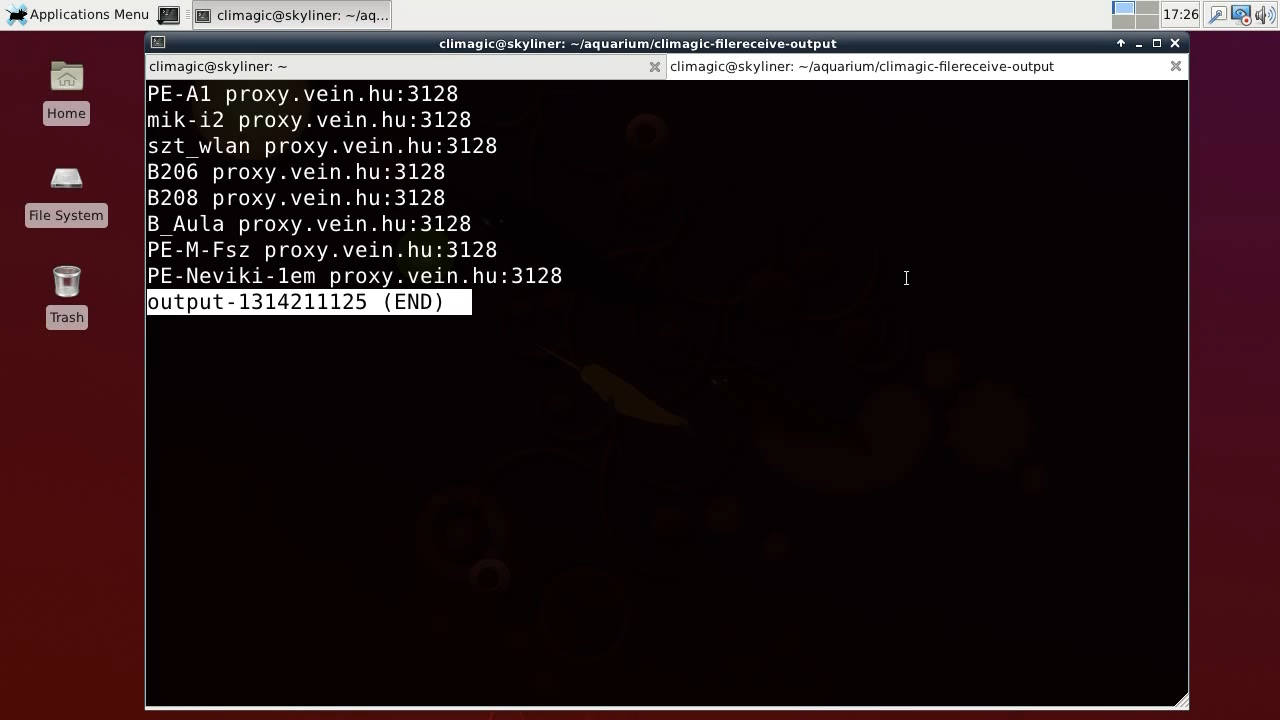 Applications Menu
climagic@skyliner: ~/aq...
17:26
climagic@skyliner: ~/aquarium/climagic-filereceive-output
climagic@skyliner: ~
climagic@skyliner: ~/aquarium/climagic-filereceive-output
Home
File System
Trash
PE-A1 proxy.vein.hu:3128
mik-i2 proxy.vein.hu:3128
szt_wlan proxy.vein.hu:3128
B206 proxy.vein.hu:3128
B208 proxy.vein.hu:3128
B_Aula proxy.vein.hu:3128
PE-M-Fsz proxy.vein.hu:3128
PE-Neviki-1em proxy.vein.hu:3128
output-1314211125 (END)